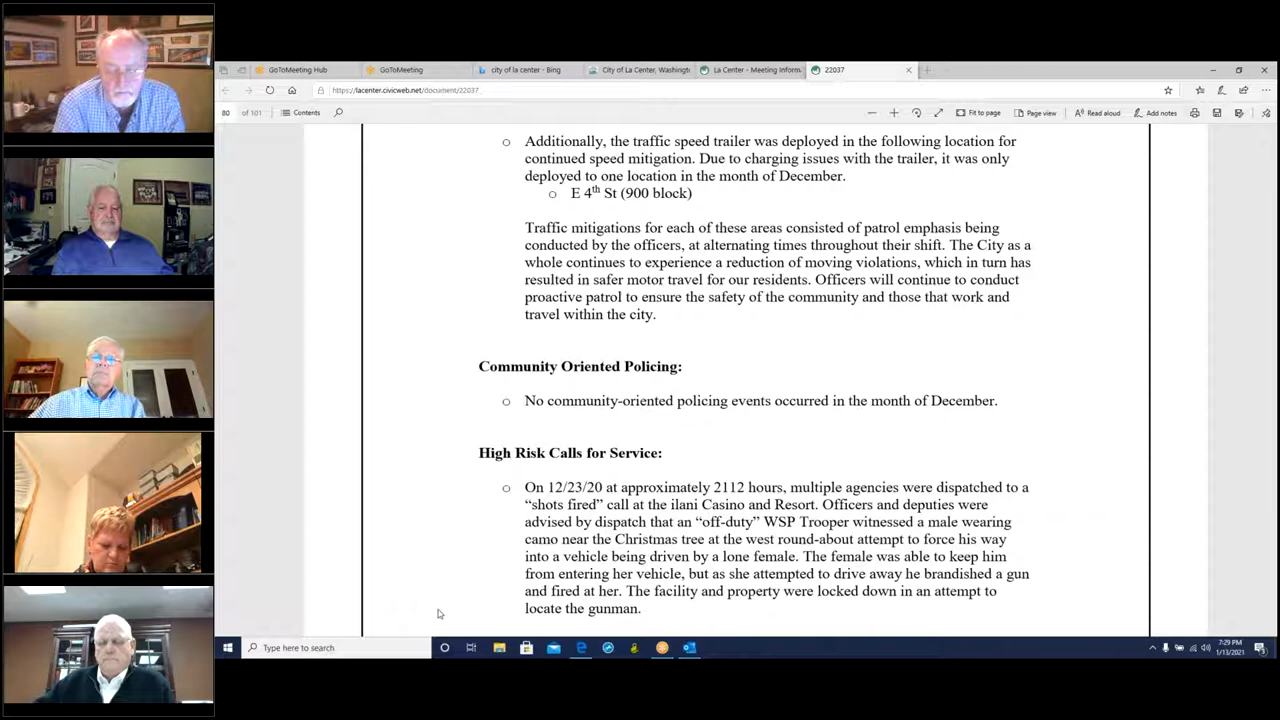 GoToMeeting Hub
GoToMeeting
city of la center - Bing
City of La Center, Washingt
La Center - Meeting Inform
22037
https://lacenter.civicweb.net/document/22037
80 of 101
Contents
Fit to page
Page view
Read aloud
Add notes
o Additionally, the traffic speed trailer was deployed in the following location for
continued speed mitigation. Due to charging issues with the trailer, it was only
deployed to one location in the month of December.
o E 4th St (900 block)
Traffic mitigations for each of these areas consisted of patrol emphasis being
conducted by the officers, at alternating times throughout their shift. The City as a
whole continues to experience a reduction of moving violations, which in turn has
resulted in safer motor travel for our residents. Officers will continue to conduct
proactive patrol to ensure the safety of the community and those that work and
travel within the city.
Community Oriented Policing:
o No community-oriented policing events occurred in the month of December.
High Risk Calls for Service:
o On 12/23/20 at approximately 2112 hours, multiple agencies were dispatched to a
“shots fired” call at the ilani Casino and Resort. Officers and deputies were
advised by dispatch that an “off-duty” WSP Trooper witnessed a male wearing
camo near the Christmas tree at the west round-about attempt to force his way
into a vehicle being driven by a lone female. The female was able to keep him
from entering her vehicle, but as she attempted to drive away he brandished a gun
and fired at her. The facility and property were locked down in an attempt to
locate the gunman.
Type here to search
7:29 PM
1/13/2021